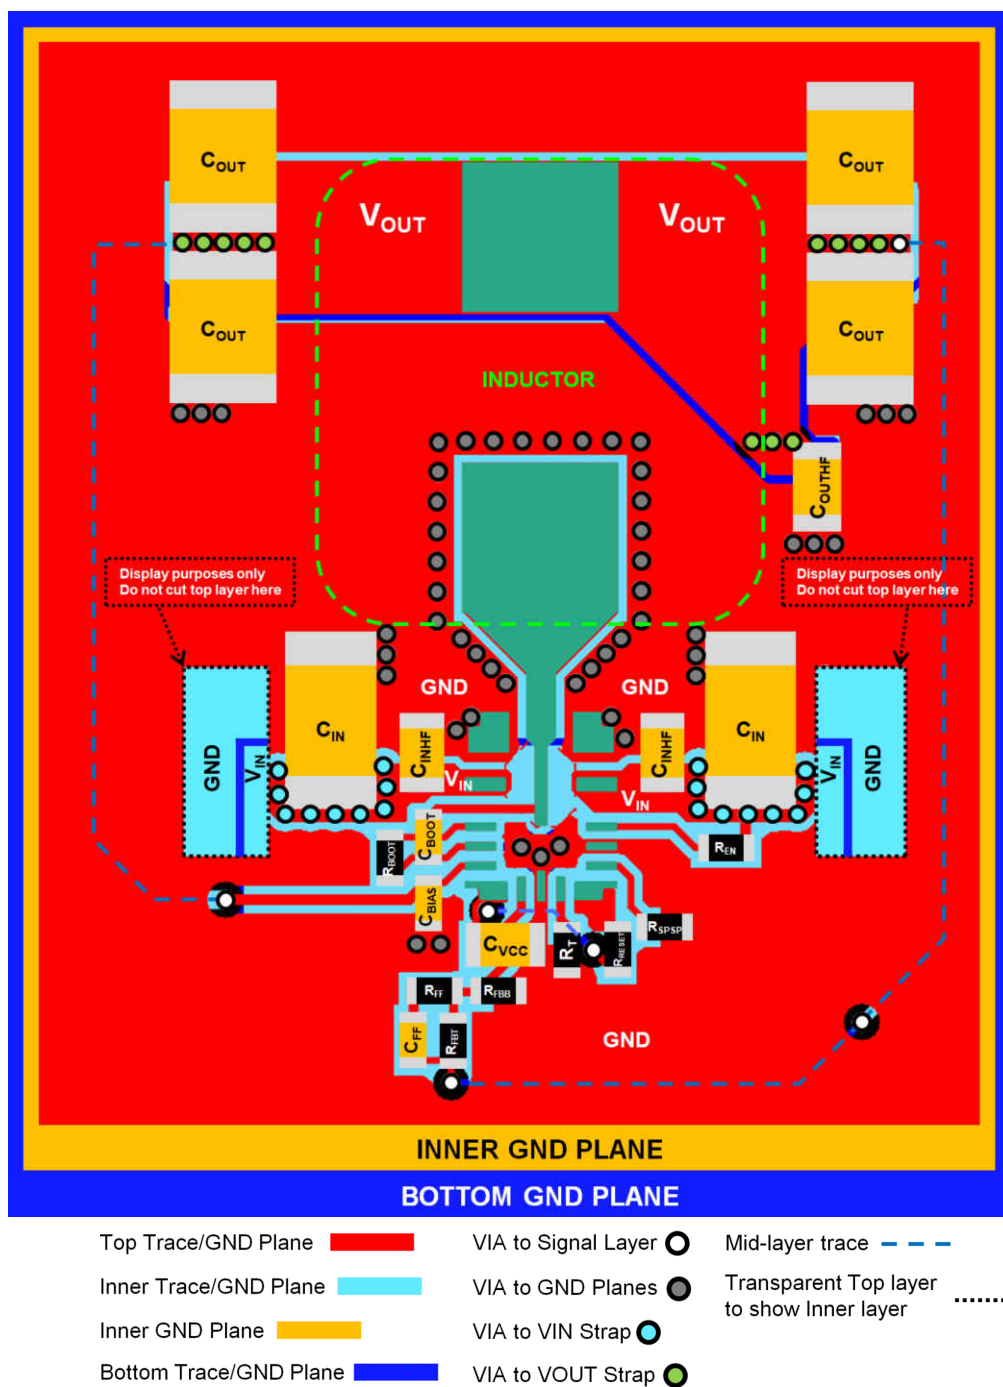 COUT
COUT
VOUT
VOUT
COUT
COUT
INDUCTOR
COUTHF
Display purposes only
Do not cut top layer here
Display purposes only
Do not cut top layer here
GND
GND
CIN
CIN
CINHF
CINHF
GND
VIN
VIN
GND
VIN
VIN
RBOOT
CBOOT
REN
CBIAS
RSPSP
CVCC
RT
RRESET
RFF
RFBB
CFF
RFBT
GND
INNER GND PLANE
BOTTOM GND PLANE
Top Trace/GND Plane
VIA to Signal Layer
Mid-layer trace
Inner Trace/GND Plane
VIA to GND Planes
Transparent Top layer
to show Inner layer
Inner GND Plane
VIA to VIN Strap
Bottom Trace/GND Plane
VIA to VOUT Strap